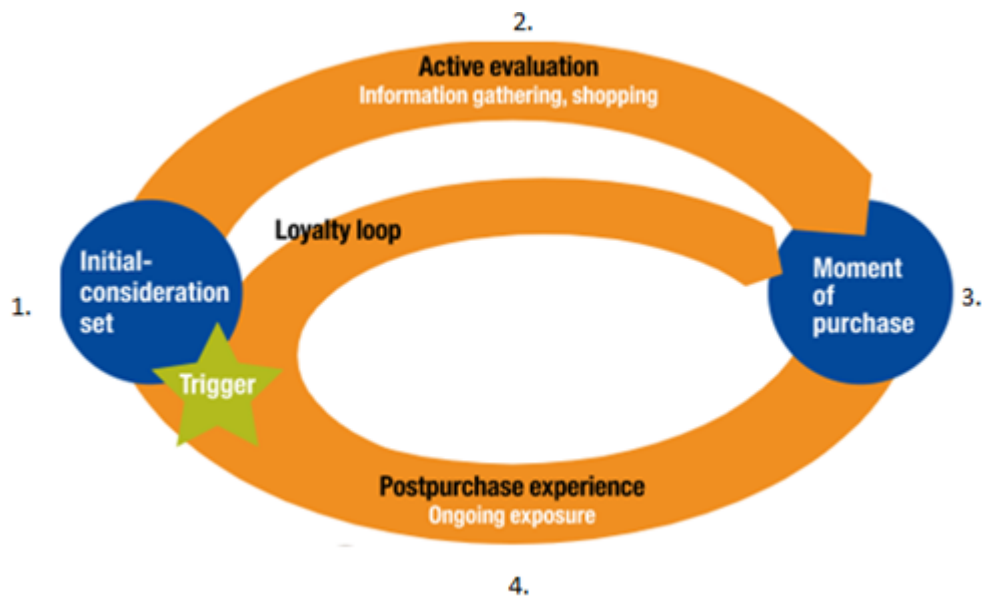 2.
Active evaluation
Information gathering, shopping
Loyalty loop
1.
Initial-
consideration
set
Trigger
Moment
of
purchase
3.
Postpurchase experience
Ongoing exposure
4.